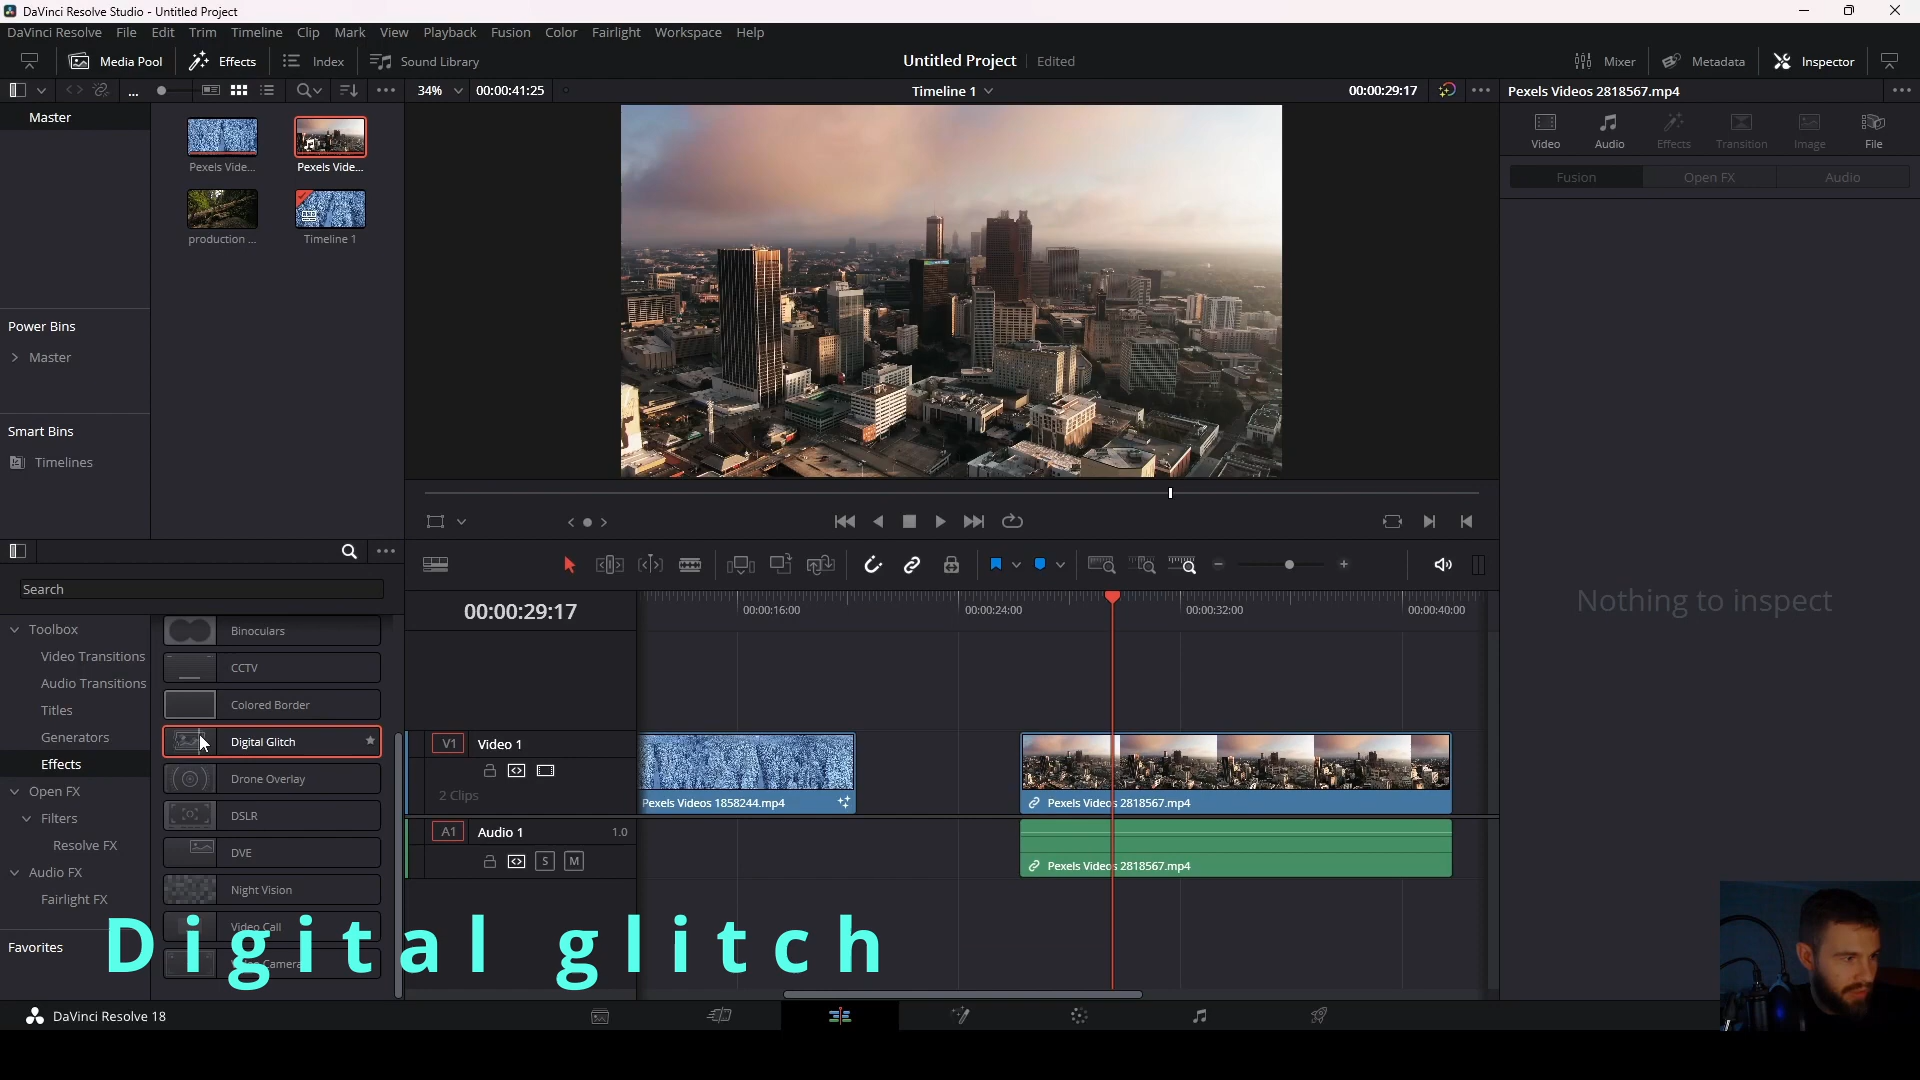 DaVinci Resolve Studio - Untitled Project
DaVinci Resolve File Edit Trim Timeline Clip Mark View Playback Fusion Color Fairlight Workspace Help
Media Pool Effects Index Sound Library Untitled Project Edited Mixer Metadata Inspector
... 34% 00:00:41:25 Timeline 1 00:00:29:17 Pexels Videos 2818567.mp4
Master
Video Audio Effects Transition Image File
Pexels Vide... Pexels Vide...
Fusion Open FX Audio
production ... Timeline 1
Power Bins
Master
Smart Bins
Timelines
Search
00:00:29:17 00:00:16:00 00:00:24:00 00:00:32:00 00:00:40:00
Nothing to inspect
Toolbox
Video Transitions
Audio Transitions
Titles
Generators
Effects
Open FX
Filters
Resolve FX
Audio FX
Fairlight FX
Favorites
Binoculars
CCTV
Colored Border
Digital Glitch
Drone Overlay
DSLR
DVE
Night Vision
Video Call
Video Camera
V1 Video 1
2 Clips
Pexels Videos 1858244.mp4
Pexels Videos 2818567.mp4
A1 Audio 1 1.0
S M
Pexels Videos 2818567.mp4
Digital glitch
DaVinci Resolve 18